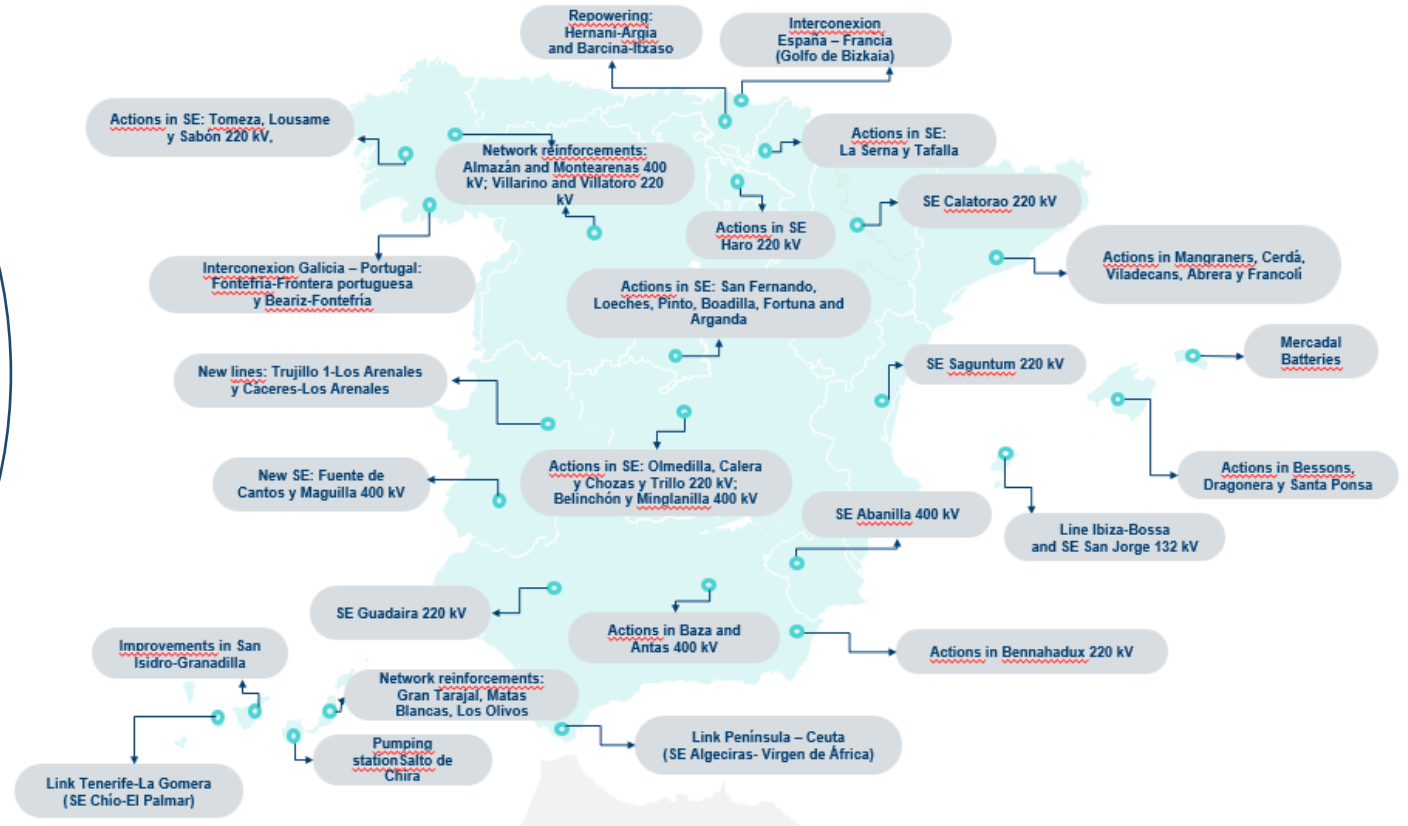 Repowering:
Hernani-Argia
and Barcina-Itxaso
Interconexion
España – Francia
(Golfo de Bizkaia)
Actions in SE: Tomeza, Lousame
y Sabón 220 kV,
Network reinforcements:
Almazán and Montearenas 400
kV; Villarino and Villatoro 220
kV
Actions in SE:
La Serna y Tafalla
SE Calatorao 220 kV
Actions in SE
Haro 220 kV
Interconexion Galicia – Portugal:
Fontefría-Frontera portuguesa
y Beariz-Fontefría
Actions in SE: San Fernando,
Loeches, Pinto, Boadilla, Fortuna and
Arganda
Actions in Mangraners, Cerdá,
Viladecans, Abrera y Francolí
New lines: Trujillo 1-Los Arenales
y Cáceres-Los Arenales
SE Saguntum 220 kV
Mercadal
Batteries
New SE: Fuente de
Cantos y Maguilla 400 kV
Actions in SE: Olmedilla, Calera
y Chozas y Trillo 220 kV;
Belinchón y Minglanilla 400 kV
Actions in Bessons,
Dragonera y Santa Ponsa
SE Abanilla 400 kV
Line Ibiza-Bossa
and SE San Jorge 132 kV
SE Guadaira 220 kV
Actions in Baza and
Antas 400 kV
Actions in Bennahadux 220 kV
Improvements in San
Isidro-Granadilla
Network reinforcements:
Gran Tarajal, Matas
Blancas, Los Olivos
Pumping
stationSalto de
Chira
Link Península – Ceuta
(SE Algeciras- Virgen de África)
Link Tenerife-La Gomera
(SE Chío-El Palmar)